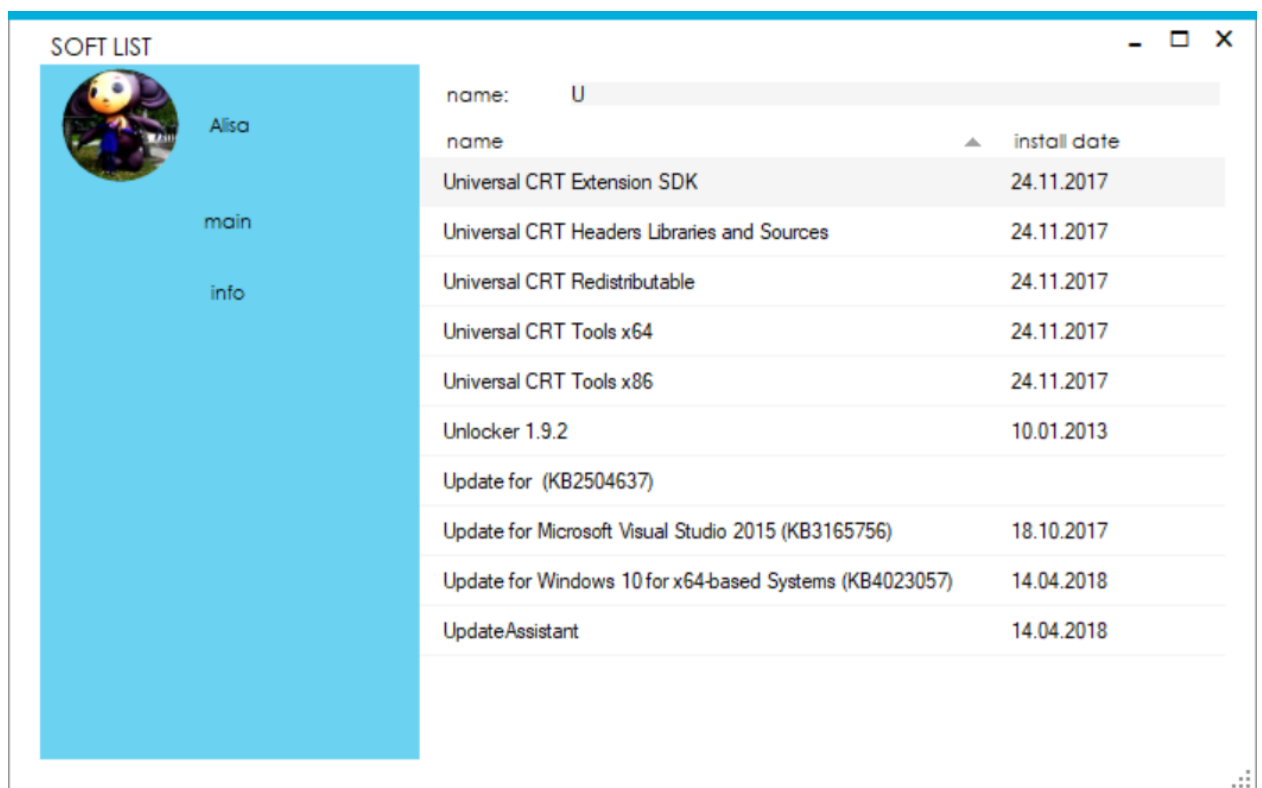 SOFT LIST
Alisa
main
info
name: U
name install date
Universal CRT Extension SDK 24.11.2017
Universal CRT Headers Libraries and Sources 24.11.2017
Universal CRT Redistributable 24.11.2017
Universal CRT Tools x64 24.11.2017
Universal CRT Tools x86 24.11.2017
Unlocker 1.9.2 10.01.2013
Update for  (KB2504637)
Update for Microsoft Visual Studio 2015 (KB3165756) 18.10.2017
Update for Windows 10 for x64-based Systems (KB4023057) 14.04.2018
UpdateAssistant 14.04.2018